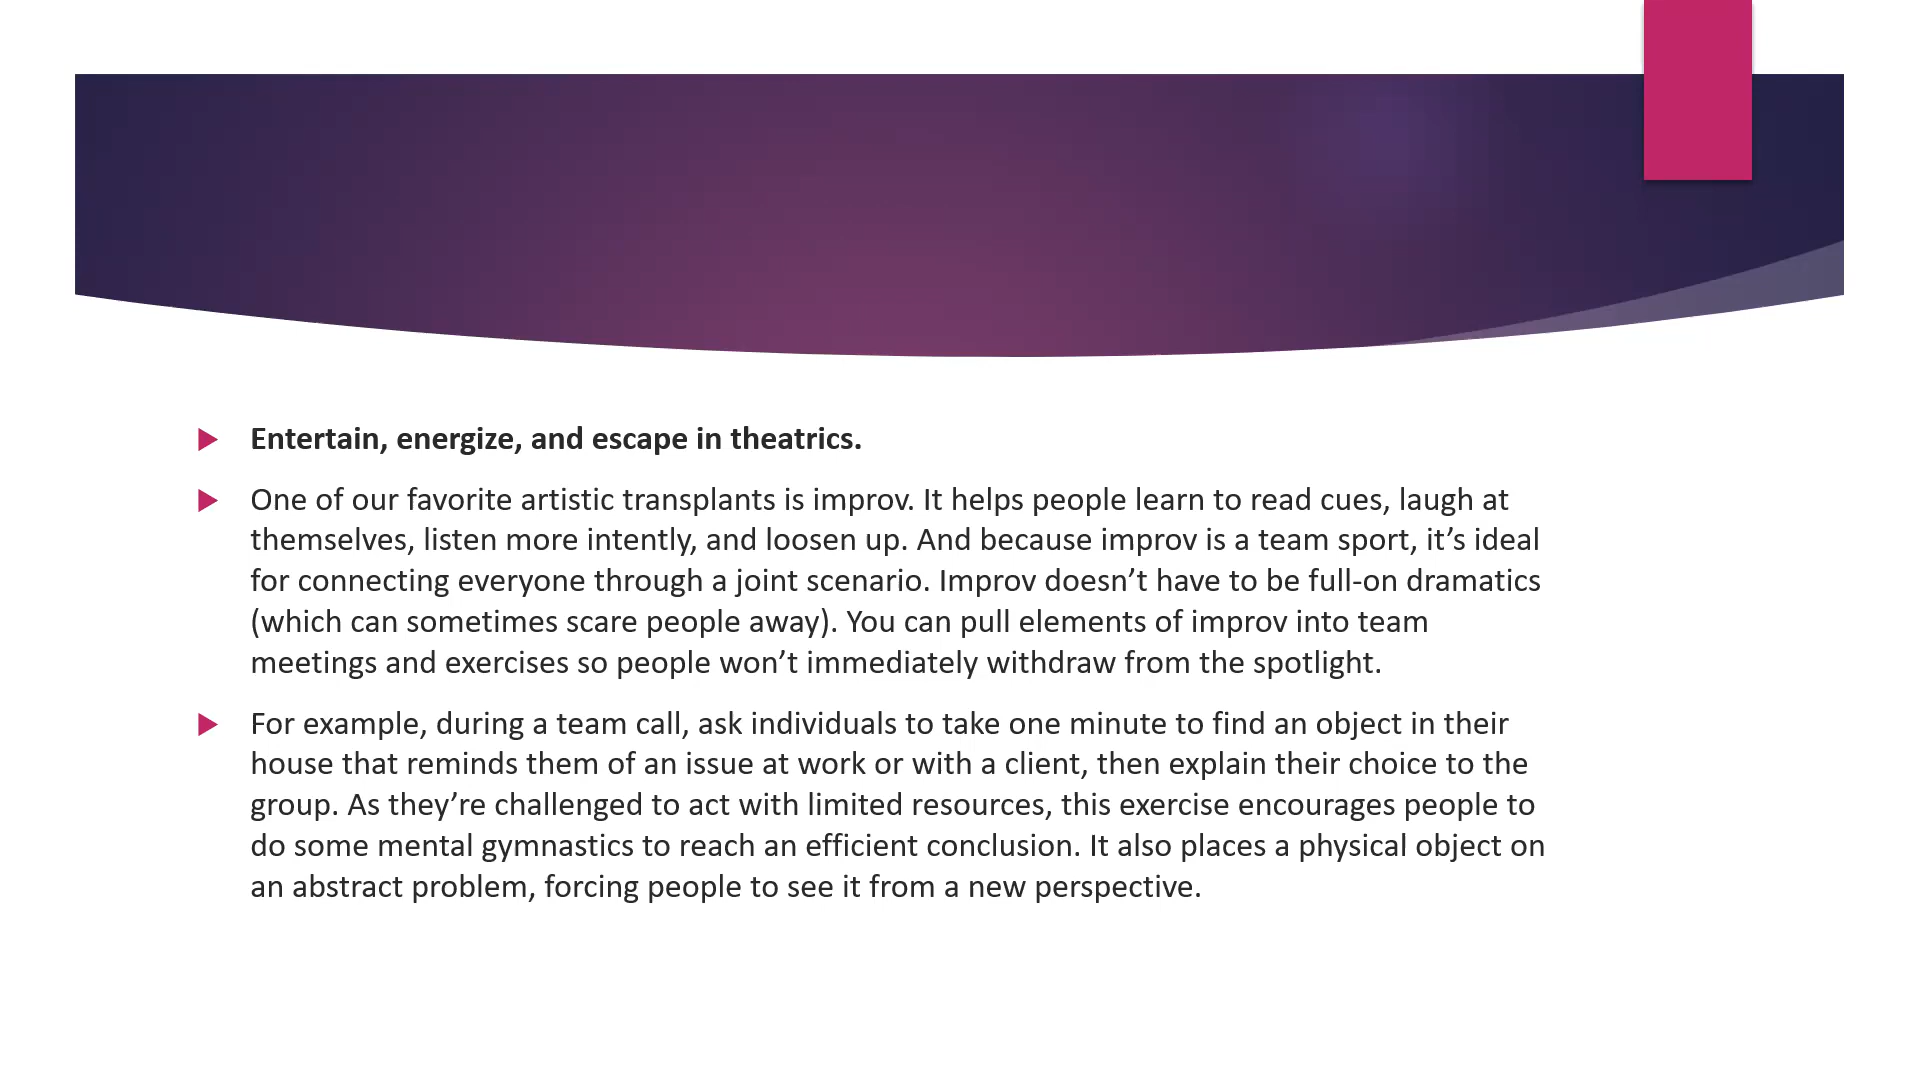 Entertain, energize, and escape in theatrics.
One of our favorite artistic transplants is improv. It helps people learn to read cues, laugh at
themselves, listen more intently, and loosen up. And because improv is a team sport, it’s ideal
for connecting everyone through a joint scenario. Improv doesn’t have to be full-on dramatics
(which can sometimes scare people away). You can pull elements of improv into team
meetings and exercises so people won’t immediately withdraw from the spotlight.
For example, during a team call, ask individuals to take one minute to find an object in their
house that reminds them of an issue at work or with a client, then explain their choice to the
group. As they’re challenged to act with limited resources, this exercise encourages people to
do some mental gymnastics to reach an efficient conclusion. It also places a physical object on
an abstract problem, forcing people to see it from a new perspective.